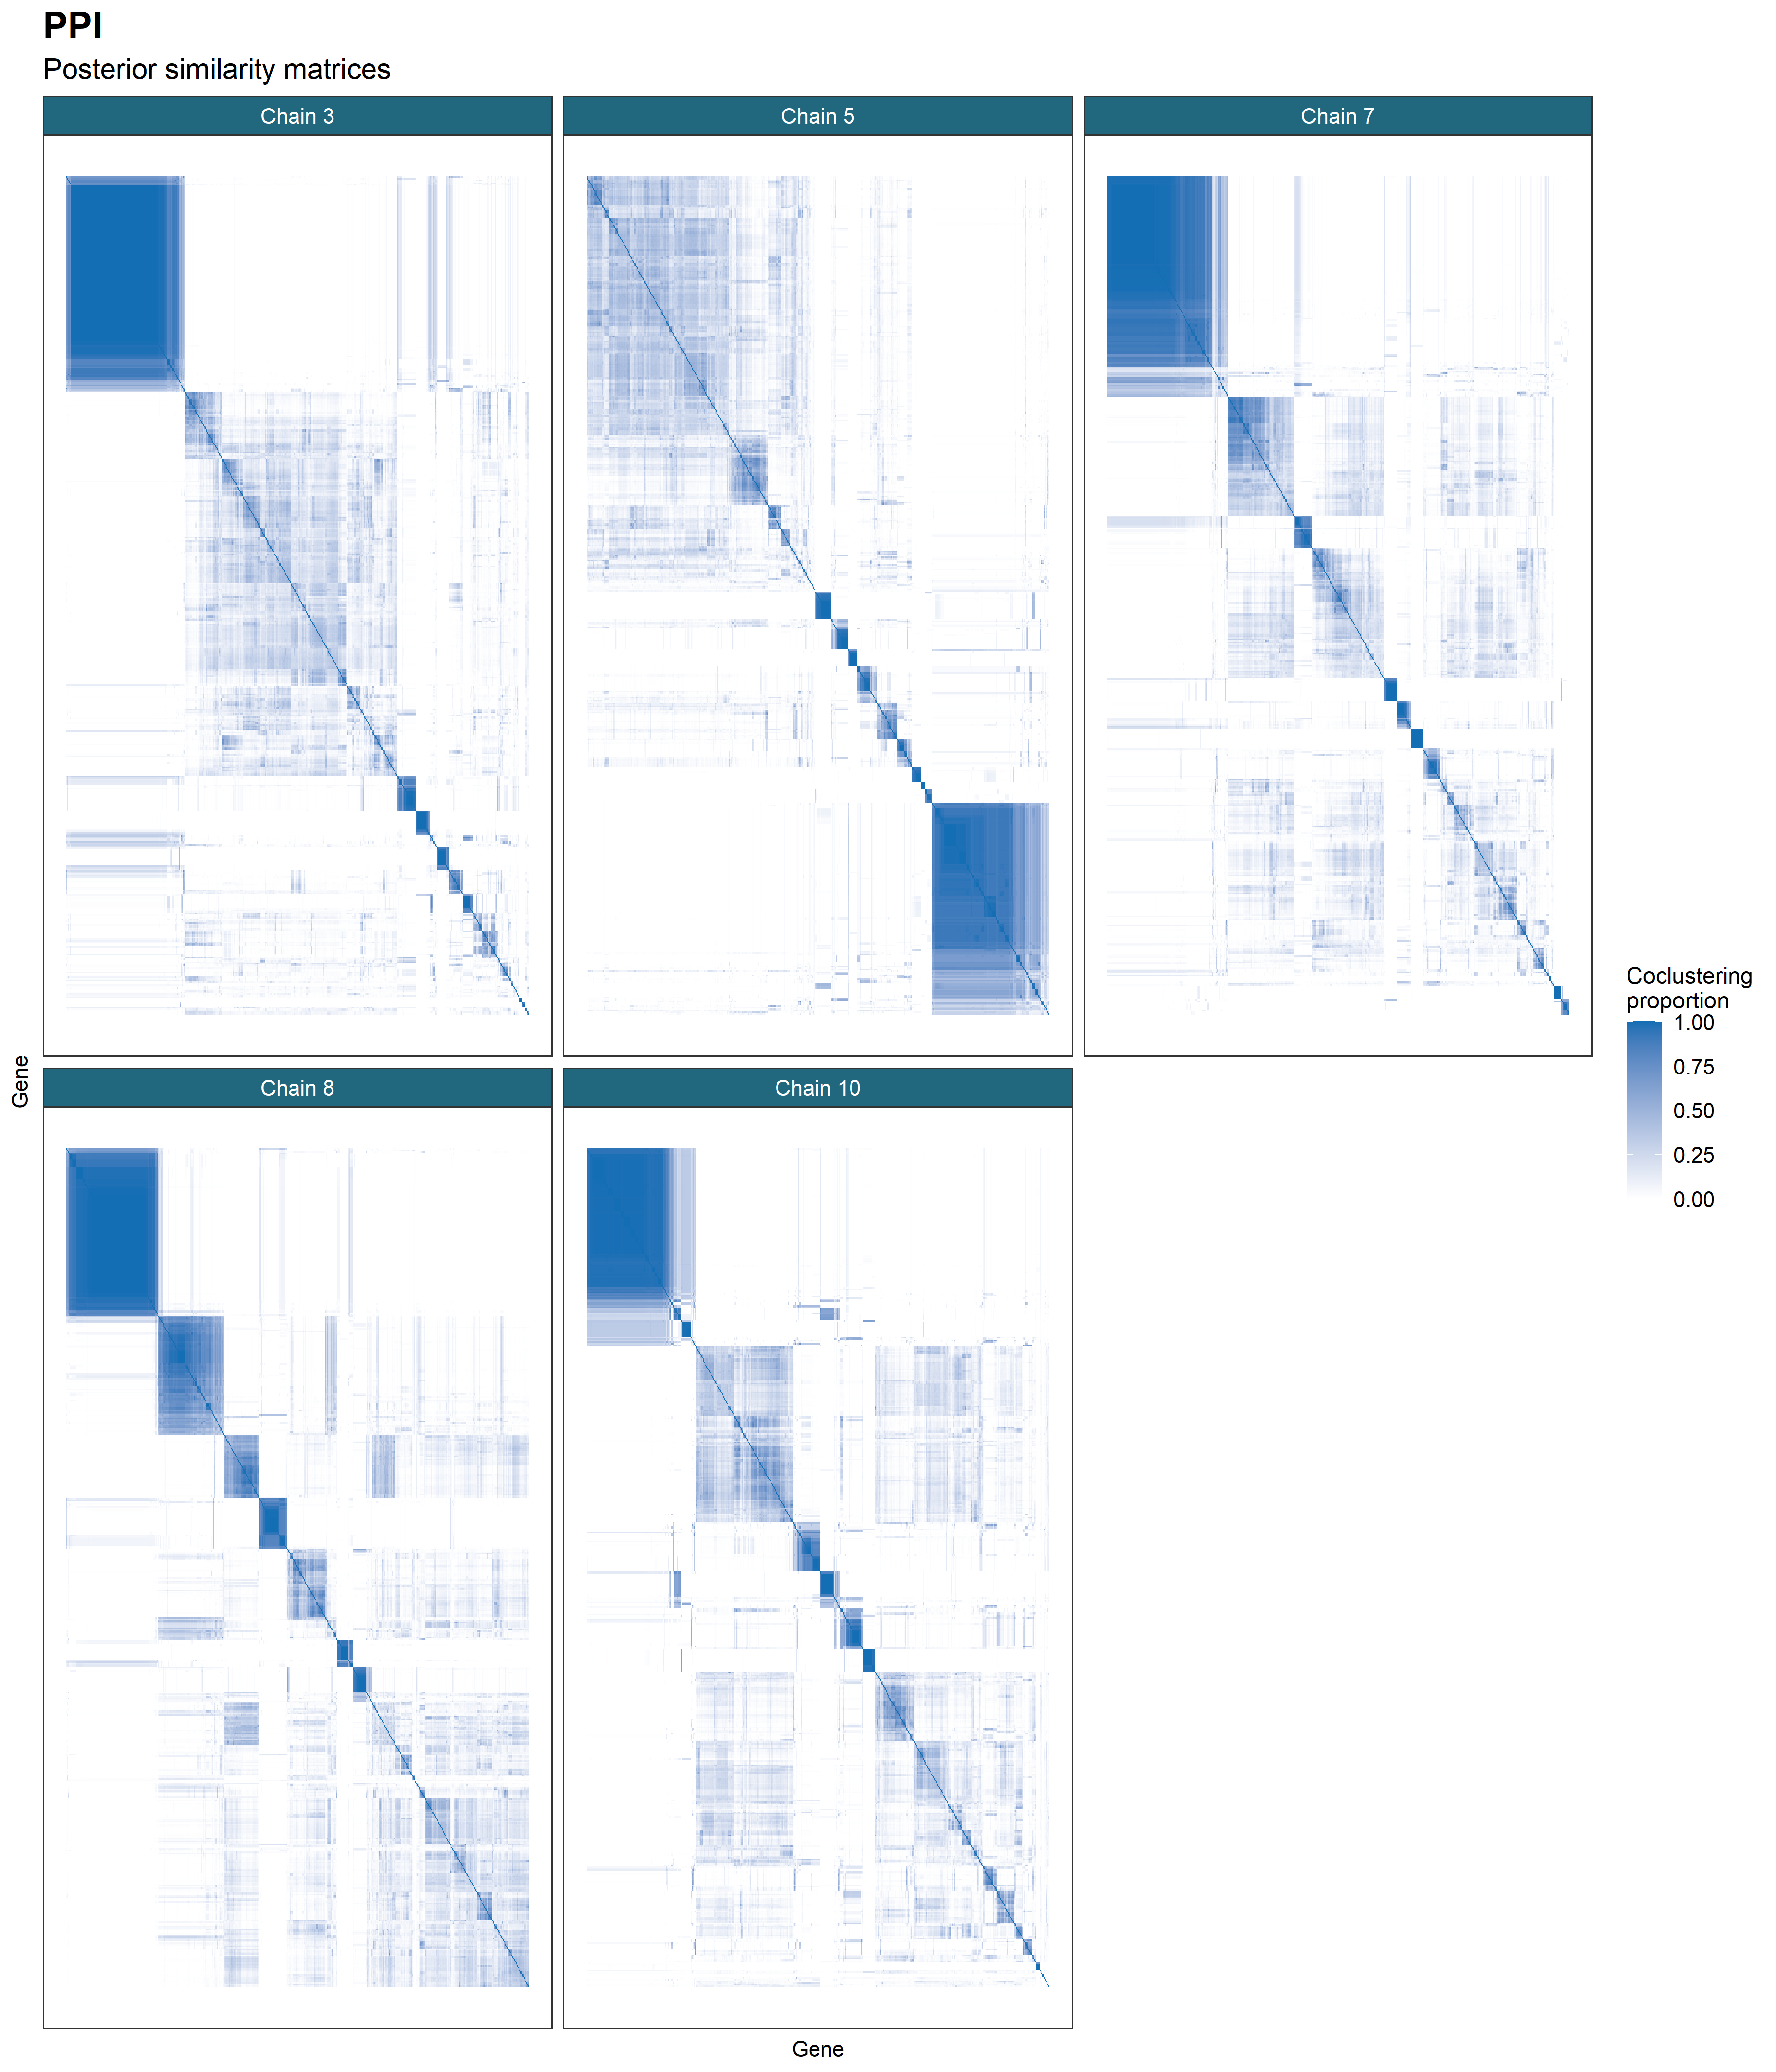 PPI
Posterior similarity matrices
Chain 3
Chain 5
Chain 7
Gene
Chain 8
Chain 10
Coclustering
proportion
1.00
0.75
0.50
0.25
0.00
Gene